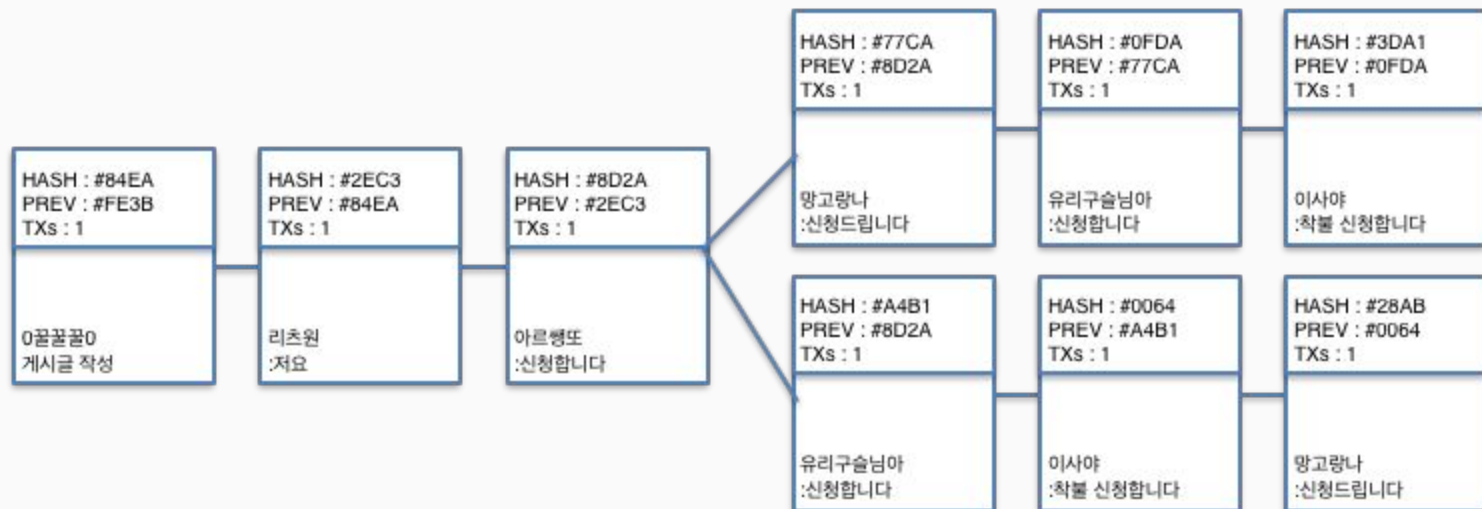 HASH : #84EA
PREV : #FE3B
TXs : 1
0꿀꿀꿀0
게시글 작성
HASH : #2EC3
PREV : #84EA
TXs : 1
리츠원
:저요
HASH : #8D2A
PREV : #2EC3
TXs : 1
아르쌩또
:신청합니다
HASH : #77CA
PREV : #8D2A
TXs : 1
망고랑나
:신청드립니다
HASH : #0FDA
PREV : #77CA
TXs : 1
유리구슬님아
:신청합니다
HASH : #3DA1
PREV : #0FDA
TXs : 1
이사야
:착불 신청합니다
HASH : #A4B1
PREV : #8D2A
TXs : 1
유리구슬님아
:신청합니다
HASH : #0064
PREV : #A4B1
TXs : 1
이사야
:착불 신청합니다
HASH : #28AB
PREV : #0064
TXs : 1
망고랑나
:신청드립니다